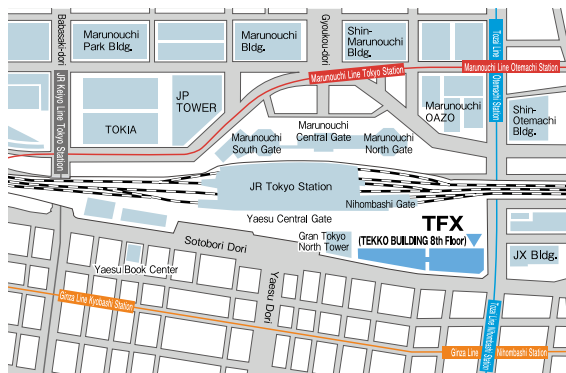 Babasaki-dori
Marunouchi
Park Bldg.
Marunouchi
Bldg.
Gyoukou-dori
Shin-
Marunouchi
Bldg.
Tozai Line
Otemachi Station
Marunouchi Line Otemachi Station
Marunouchi Line Tokyo Station
JR Keiyo Line Tokyo Station
JP
TOWER
TOKIA
Marunouchi
OAZO
Shin-
Otemachi
Bldg.
Marunouchi
South Gate
Marunouchi
Central Gate
Marunouchi
North Gate
JR Tokyo Station
Nihombashi Gate
Yaesu Central Gate
TFX
(TEKKO BUILDING 8th Floor)
Gran Tokyo
North Tower
Sotobori Dori
JX Bldg.
Yaesu Book Center
Yaesu Dori
Ginza Line Kyobashi Station
Tozai Line Nihombashi Station
Ginza Line
Nihombashi Station